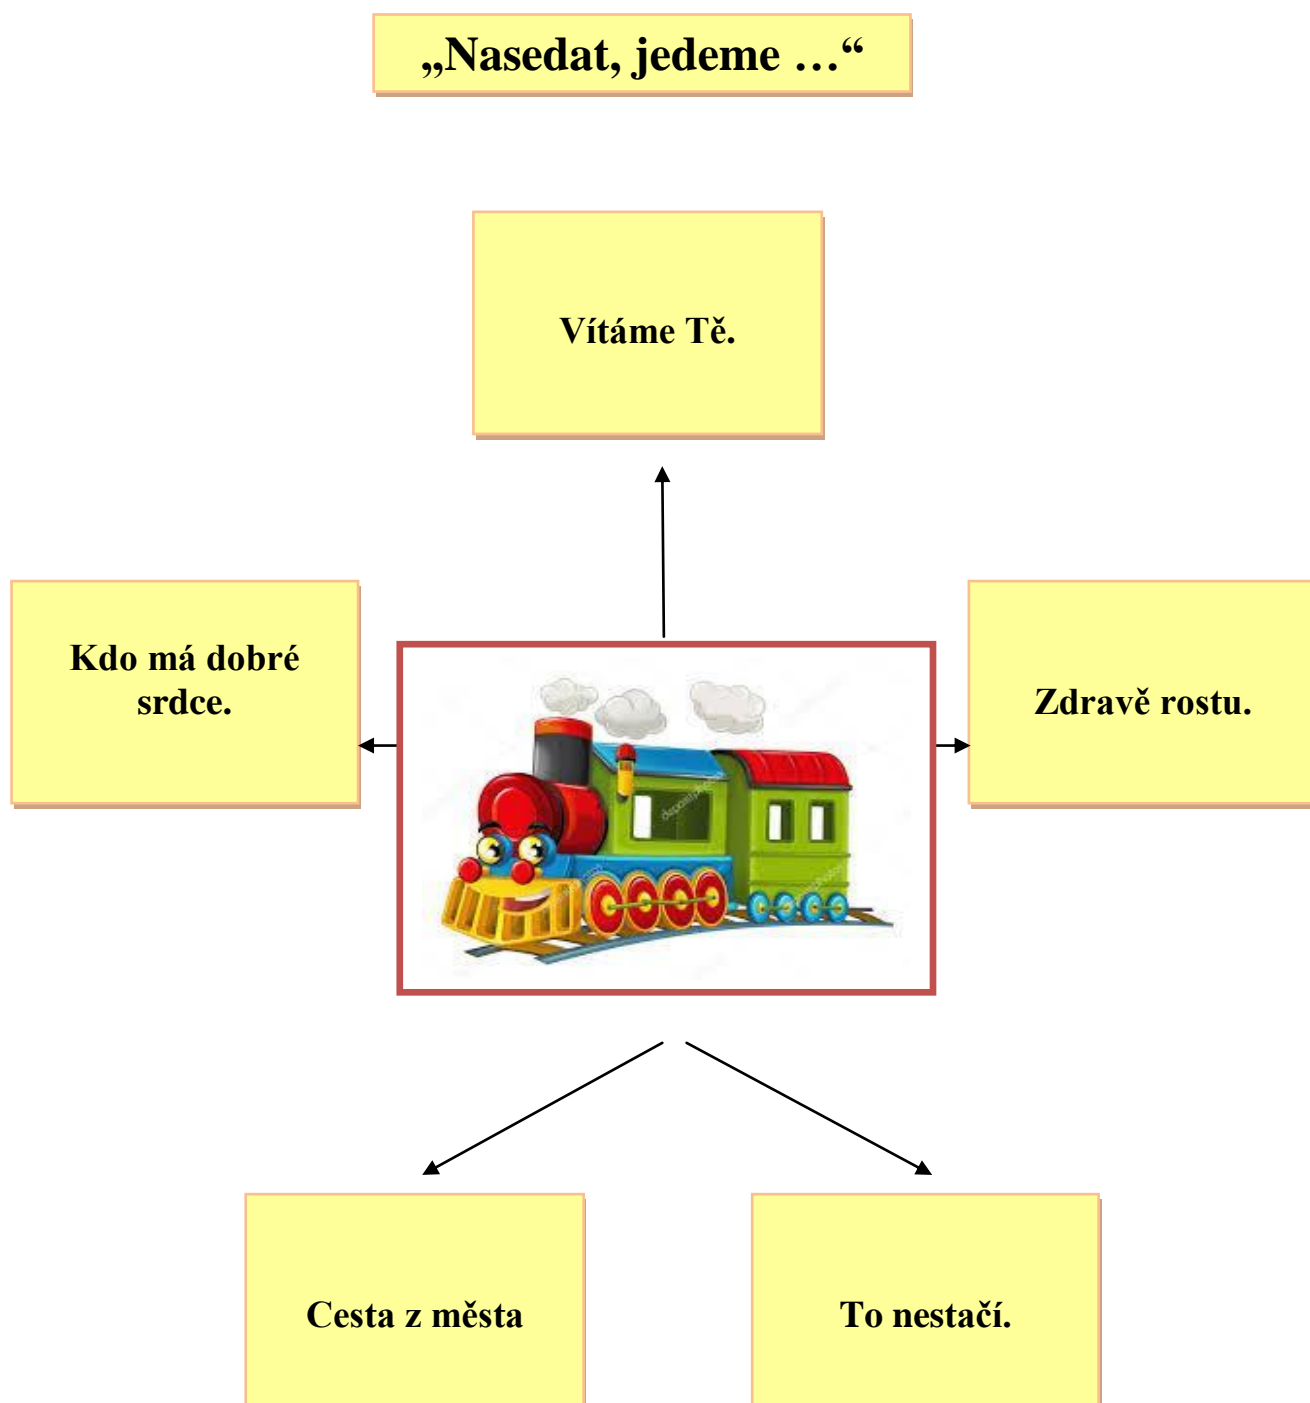 „Nasedat, jedeme …“
Vítáme Tě.
Kdo má dobré
srdce.
Zdravě rostu.
Cesta z města
To nestačí.